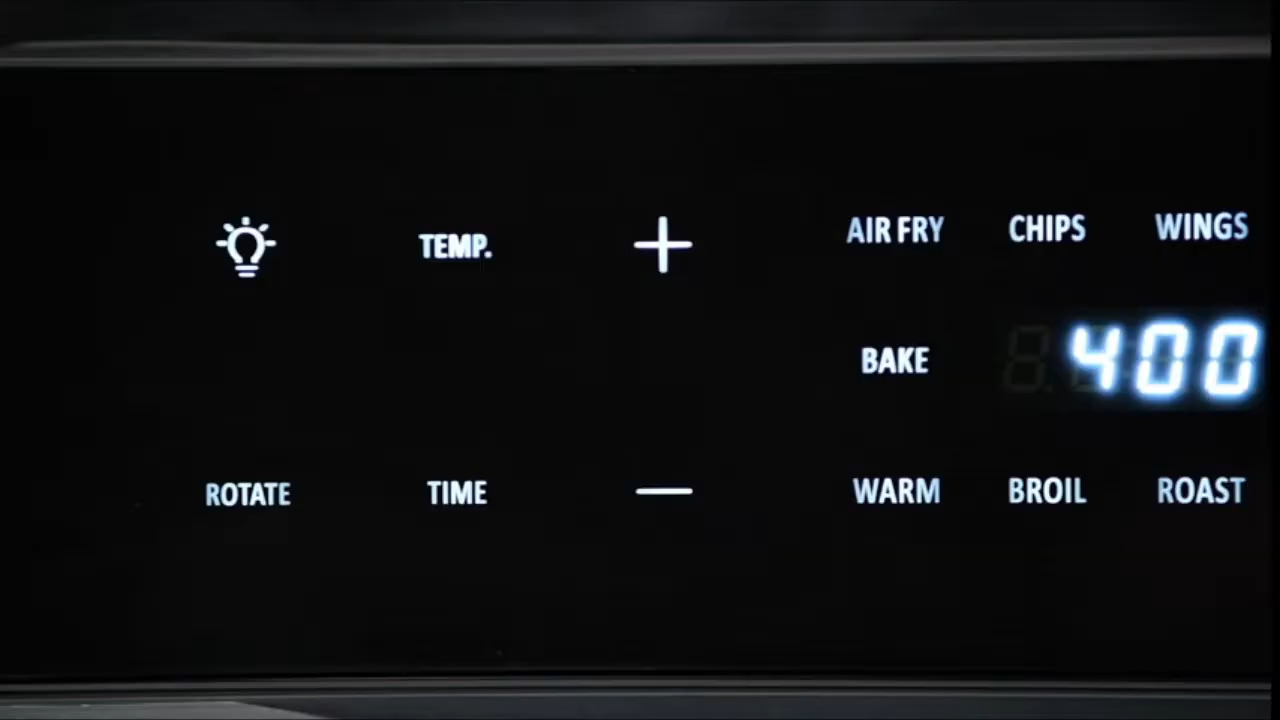 TEMP. + AIR FRY CHIPS WINGS
BAKE 400
ROTATE TIME — WARM BROIL ROAST